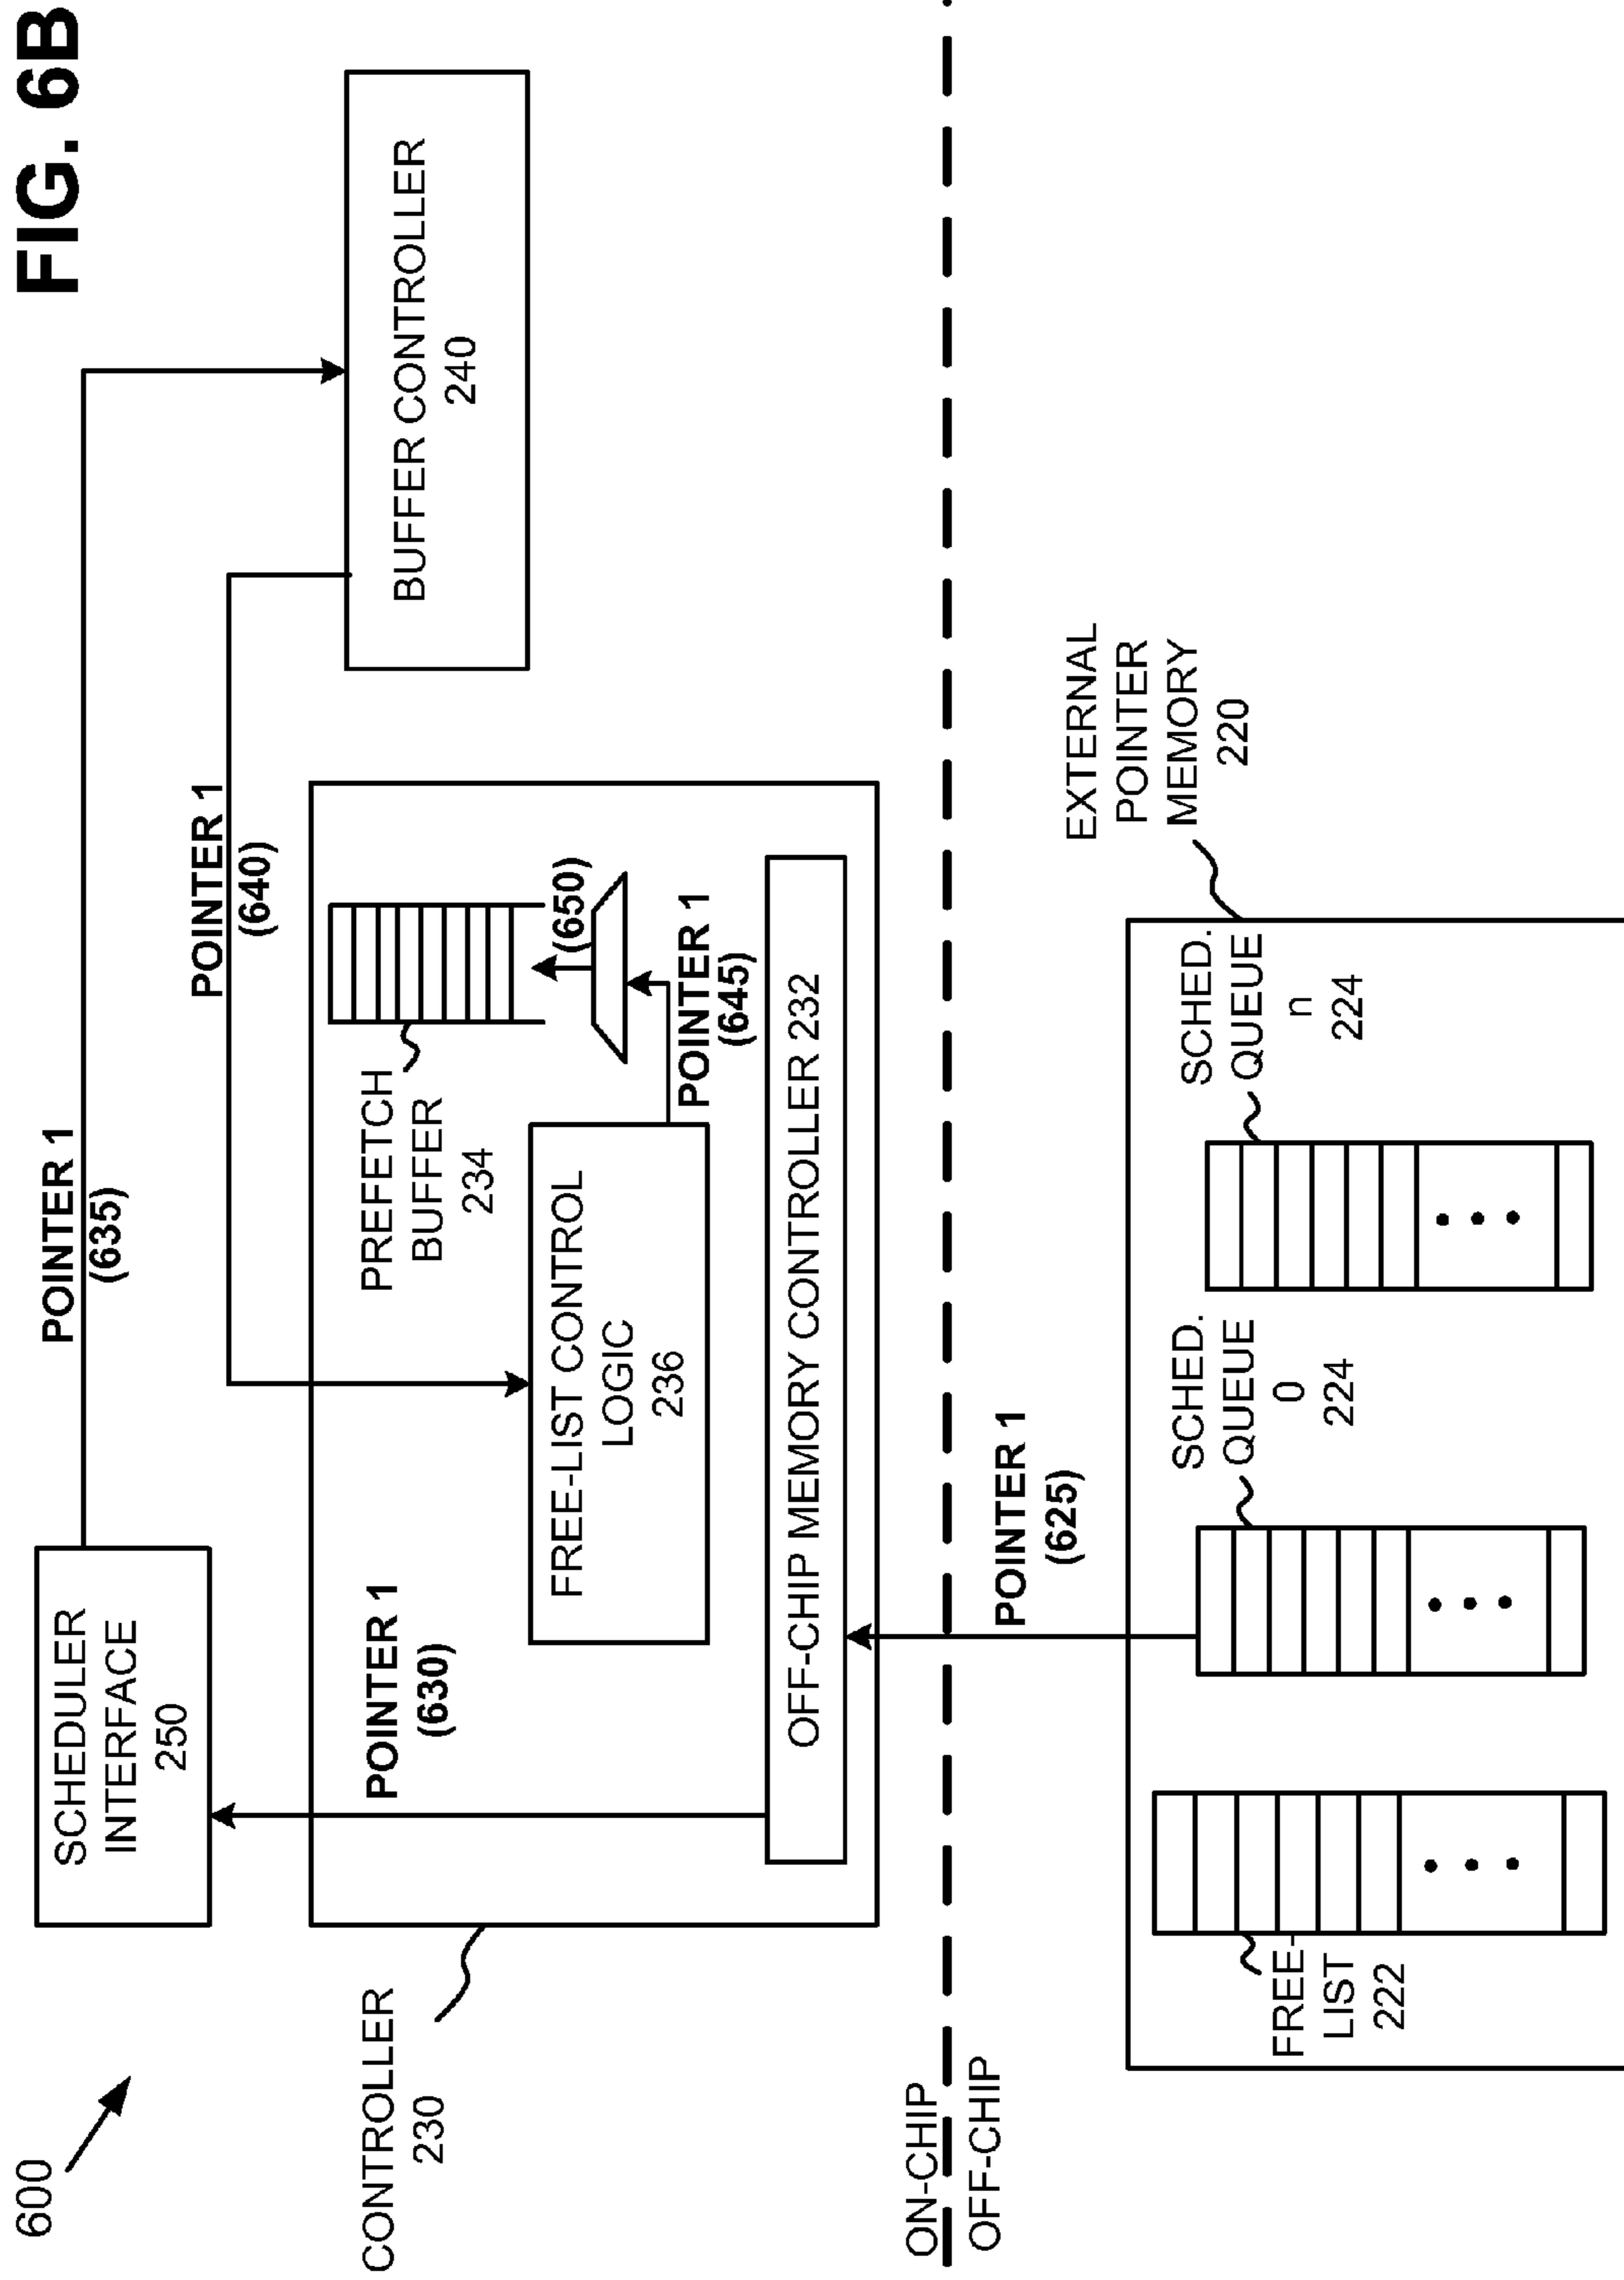 FIG. 6B
600
SCHEDULER
INTERFACE
250
POINTER 1
(635)
POINTER 1
(640)
BUFFER CONTROLLER
240
CONTROLLER
230
POINTER 1
(630)
PREFETCH
BUFFER
234
(650)
FREE-LIST CONTROL
LOGIC
236
POINTER 1
(645)
OFF-CHIP MEMORY CONTROLLER 232
ON-CHIP
OFF-CHIP
POINTER 1
(625)
EXTERNAL
POINTER
MEMORY
220
FREE-
LIST
222
SCHED.
QUEUE
0
224
SCHED.
QUEUE
n
224